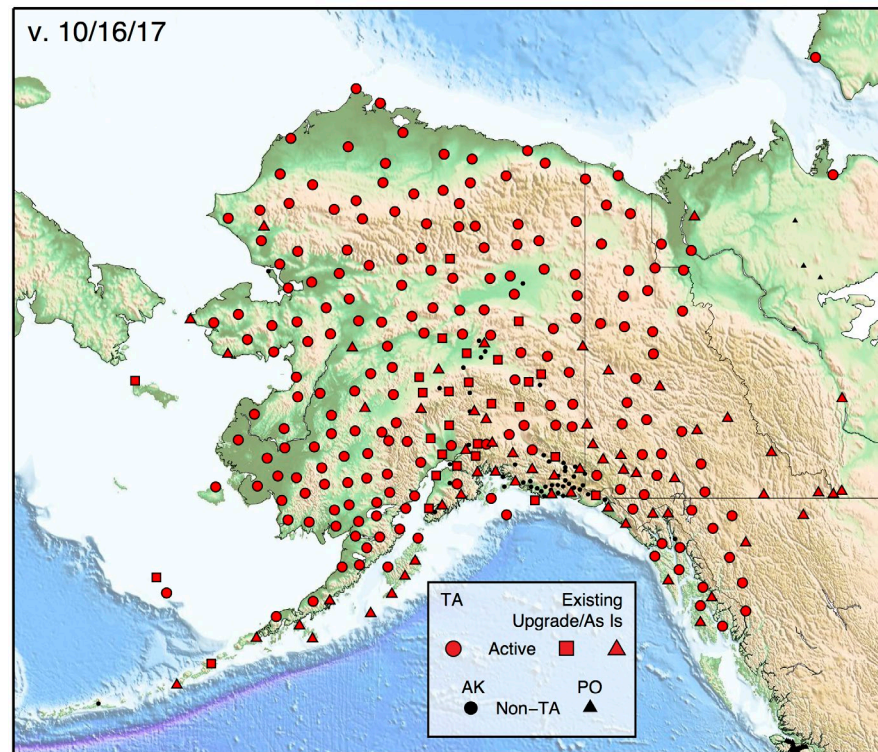 v. 10/16/17
TA Existing
Upgrade/As Is
Active
AK PO
Non-TA